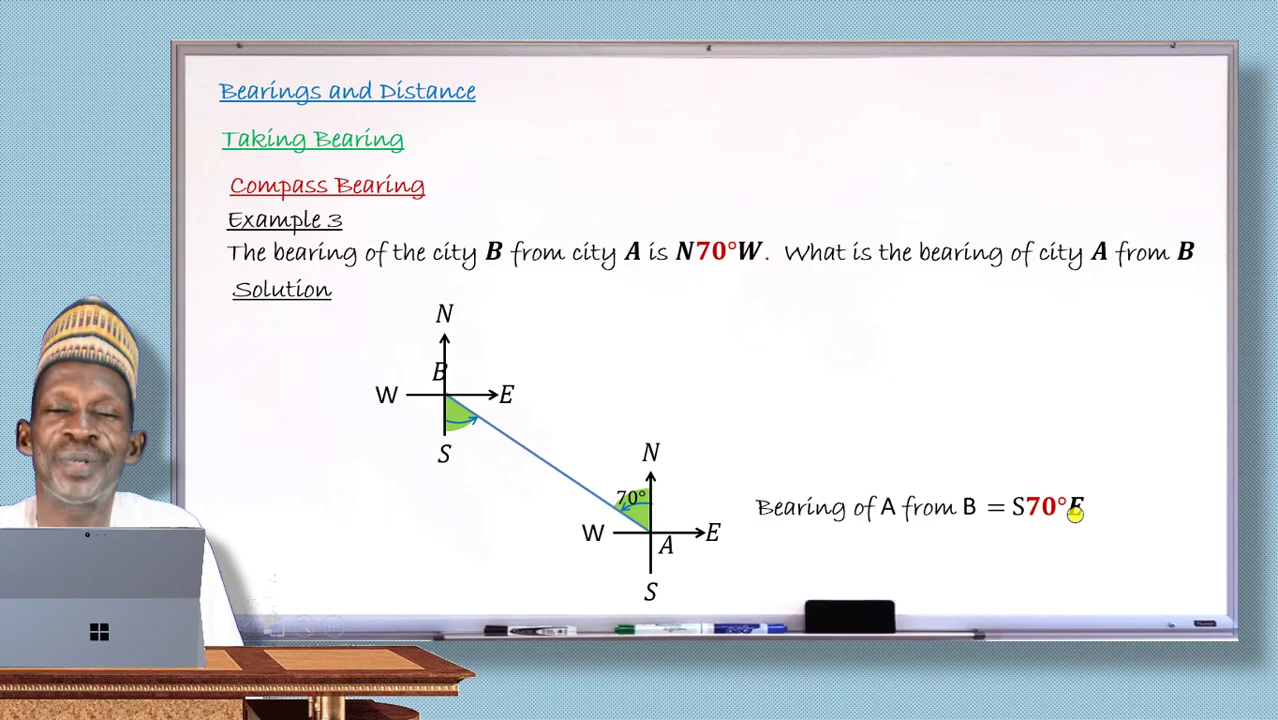 Bearings and Distance
Taking Bearing
Compass Bearing
Example 3
The bearing of the city B from city A is N70°W. What is the bearing of city A from B
Solution
N
B
W E
S
N
70°
W E
A
S
Bearing of A from B = S70°E